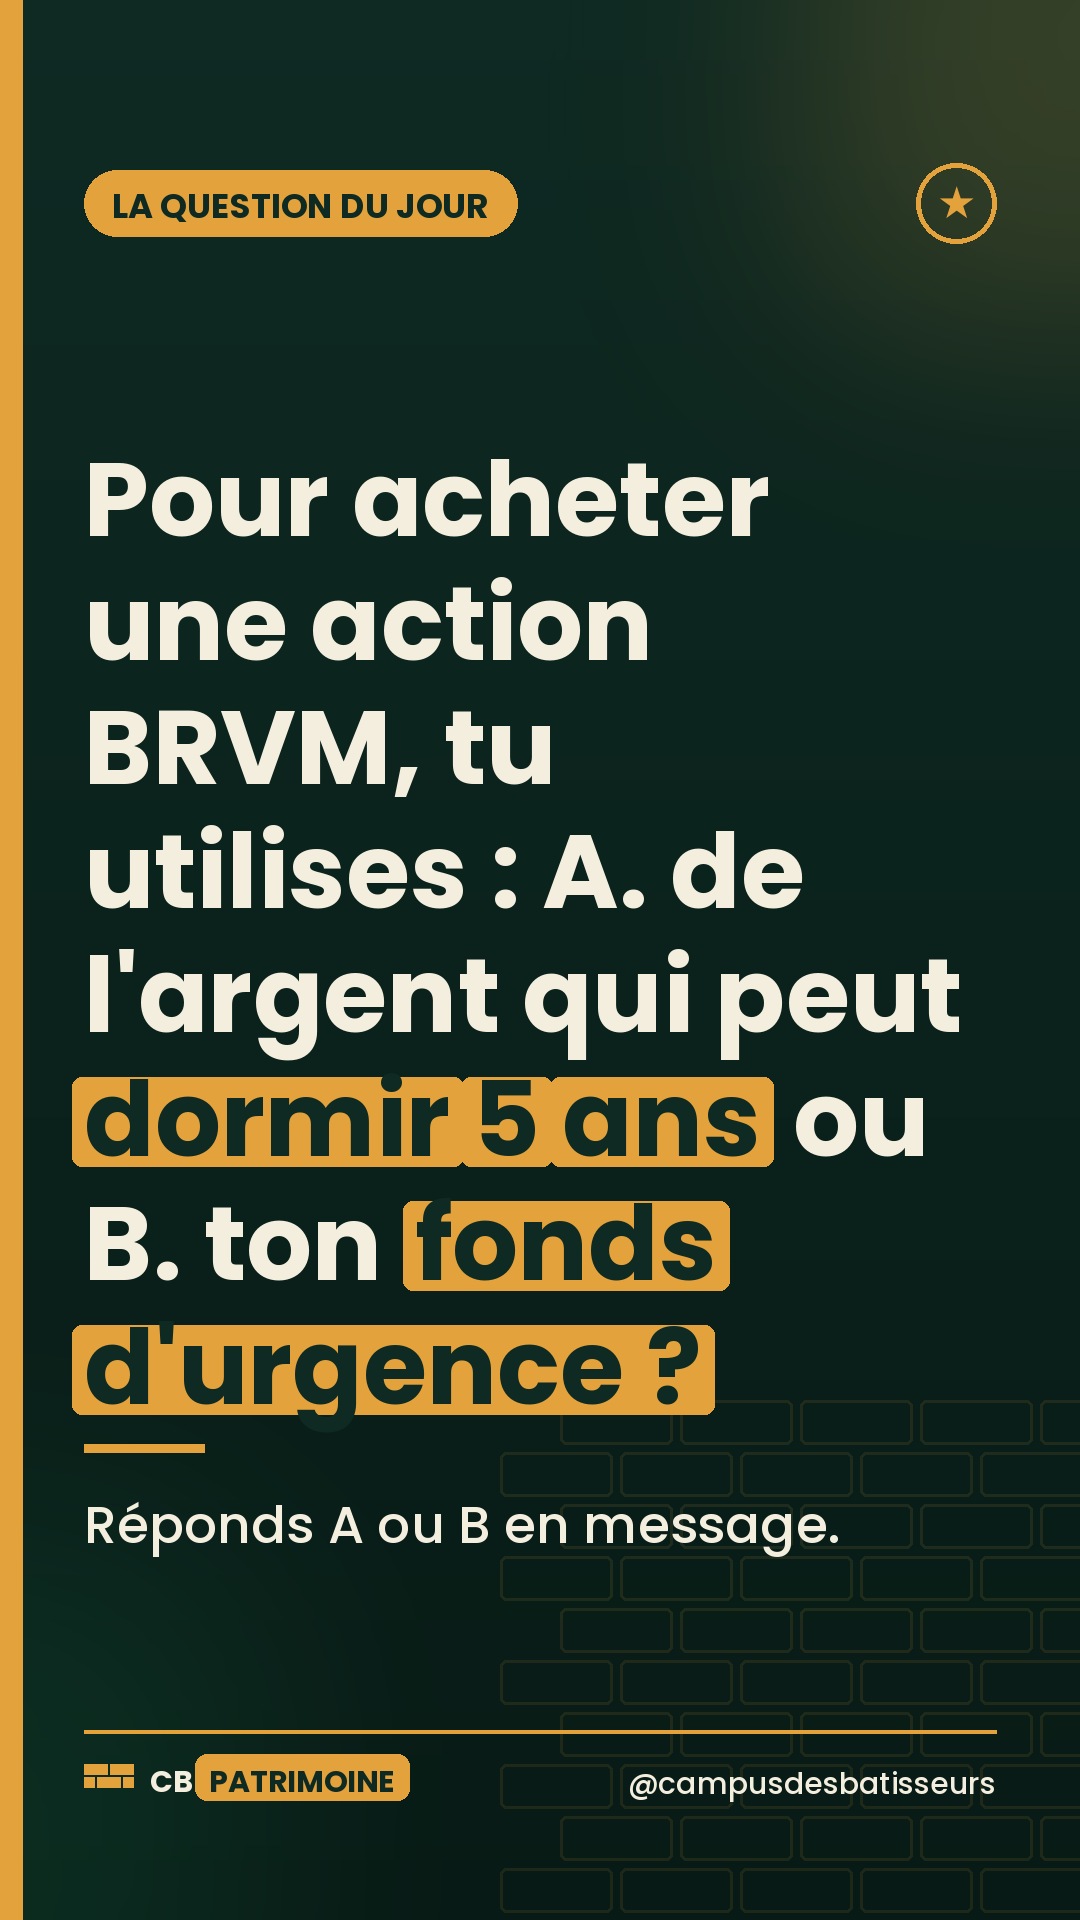 LA QUESTION DU JOUR
Pour acheter
une action
BRVM, tu
utilises : A. de
l'argent qui peut
dormir 5 ans ou
B. ton fonds
d'urgence ?
Réponds A ou B en message.
CB PATRIMOINE
@campusdesbatisseurs